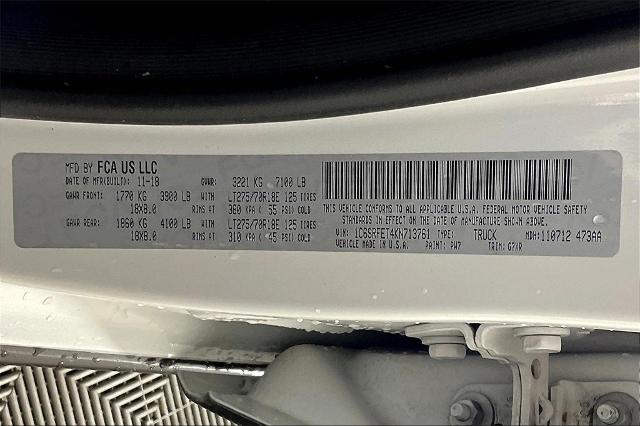 MFD BY FCA US LLC
DATE OF MFR(BUILT): 11-18 GVWR: 3221 KG 7100 LB
GAWR FRONT: 1770 KG 3900 LB WITH LT275/70R18E 125 TIRES
18X8.0 RIMS AT 380 KPA ( 55 PSI) COLD
GAWR REAR: 1860 KG 4100 LB WITH LT275/70R18E 125 TIRES
18X8.0 RIMS AT 310 KPA ( 45 PSI) COLD
THIS VEHICLE CONFORMS TO ALL APPLICABLE U.S.A. FEDERAL MOTOR VEHICLE SAFETY
STANDARDS IN EFFECT ON THE DATE OF MANUFACTURE SHOWN ABOVE.
VIN: 1C6SRFET4KN713761 TYPE: TRUCK MDH: 110712 473AA
MADE IN U.S.A. PAINT: PW7 TRIM: